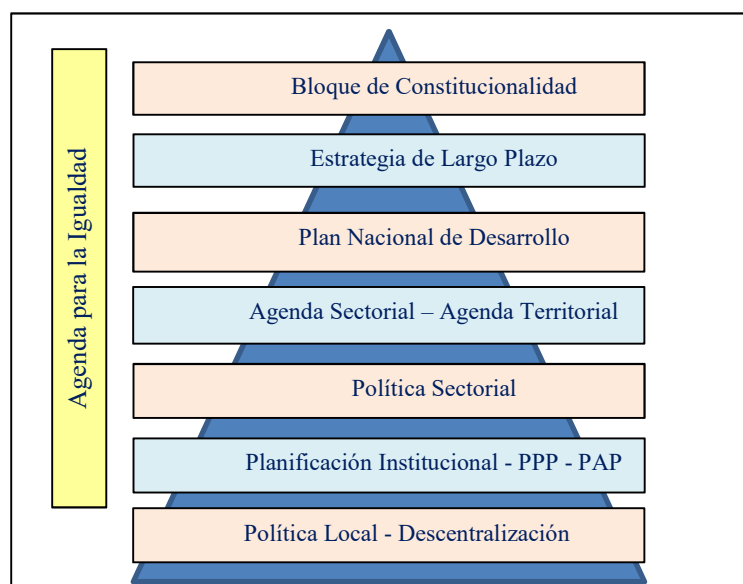 Agenda para la Igualdad
Bloque de Constitucionalidad
Estrategia de Largo Plazo
Plan Nacional de Desarrollo
Agenda Sectorial – Agenda Territorial
Política Sectorial
Planificación Institucional - PPP - PAP
Política Local - Descentralización